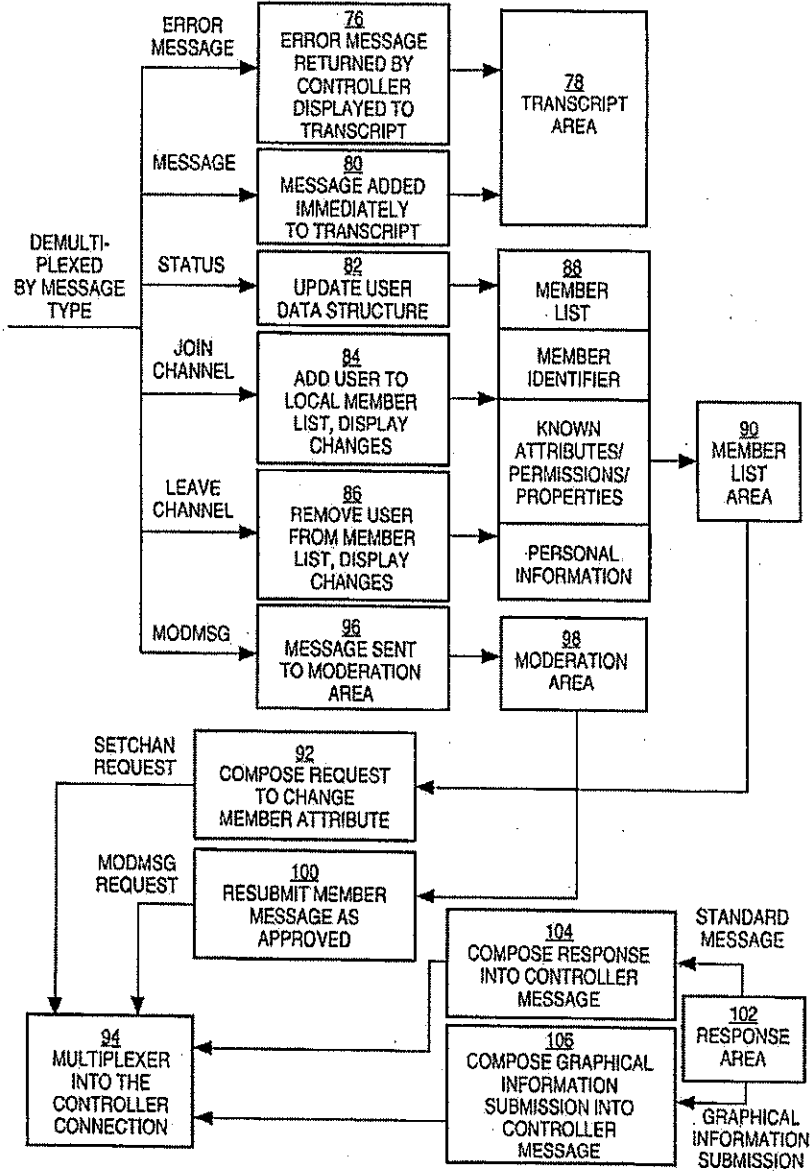 ERROR
MESSAGE
76
ERROR MESSAGE
RETURNED BY
CONTROLLER
DISPLAYED TO
TRANSCRIPT
78
TRANSCRIPT
AREA
MESSAGE
80
MESSAGE ADDED
IMMEDIATELY
TO TRANSCRIPT
DEMULTI-
PLEXED
BY MESSAGE
TYPE
STATUS
82
UPDATE USER
DATA STRUCTURE
88
MEMBER
LIST
MEMBER
IDENTIFIER
KNOWN
ATTRIBUTES/
PERMISSIONS/
PROPERTIES
PERSONAL
INFORMATION
JOIN
CHANNEL
84
ADD USER TO
LOCAL MEMBER
LIST, DISPLAY
CHANGES
90
MEMBER
LIST
AREA
LEAVE
CHANNEL
86
REMOVE USER
FROM MEMBER
LIST, DISPLAY
CHANGES
MODMSG
96
MESSAGE SENT
TO MODERATION
AREA
98
MODERATION
AREA
SETCHAN
REQUEST
92
COMPOSE REQUEST
TO CHANGE
MEMBER ATTRIBUTE
MODMSG
REQUEST
100
RESUBMIT MEMBER
MESSAGE AS
APPROVED
STANDARD
MESSAGE
104
COMPOSE RESPONSE
INTO CONTROLLER
MESSAGE
102
RESPONSE
AREA
94
MULTIPLEXER
INTO THE
CONTROLLER
CONNECTION
106
COMPOSE GRAPHICAL
INFORMATION
SUBMISSION INTO
CONTROLLER
MESSAGE
GRAPHICAL
INFORMATION
SUBMISSION